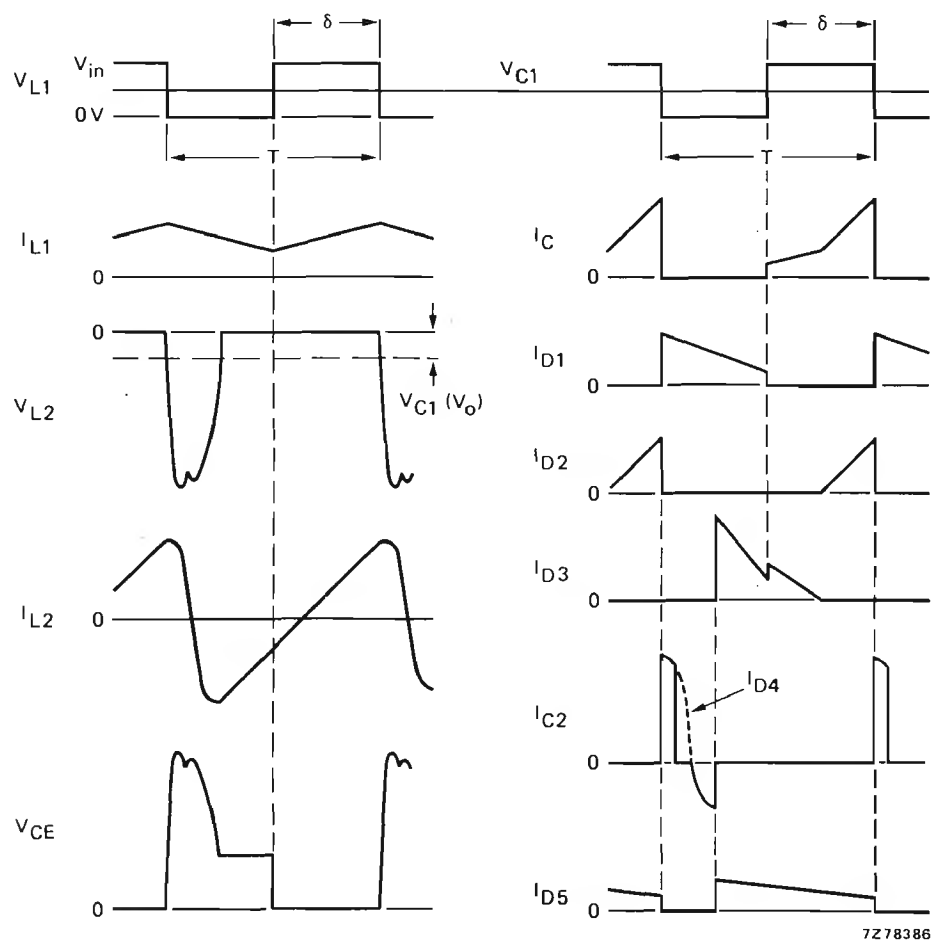 δ
δ
V_L1
V_in
V_C1
0 V
T
T
I_L1
0
I_C
0
0
V_C1 (V_o)
V_L2
I_D1
0
I_D2
0
I_L2
0
I_D3
0
I_D4
I_C2
0
V_CE
0
I_D5
0
7Z78386